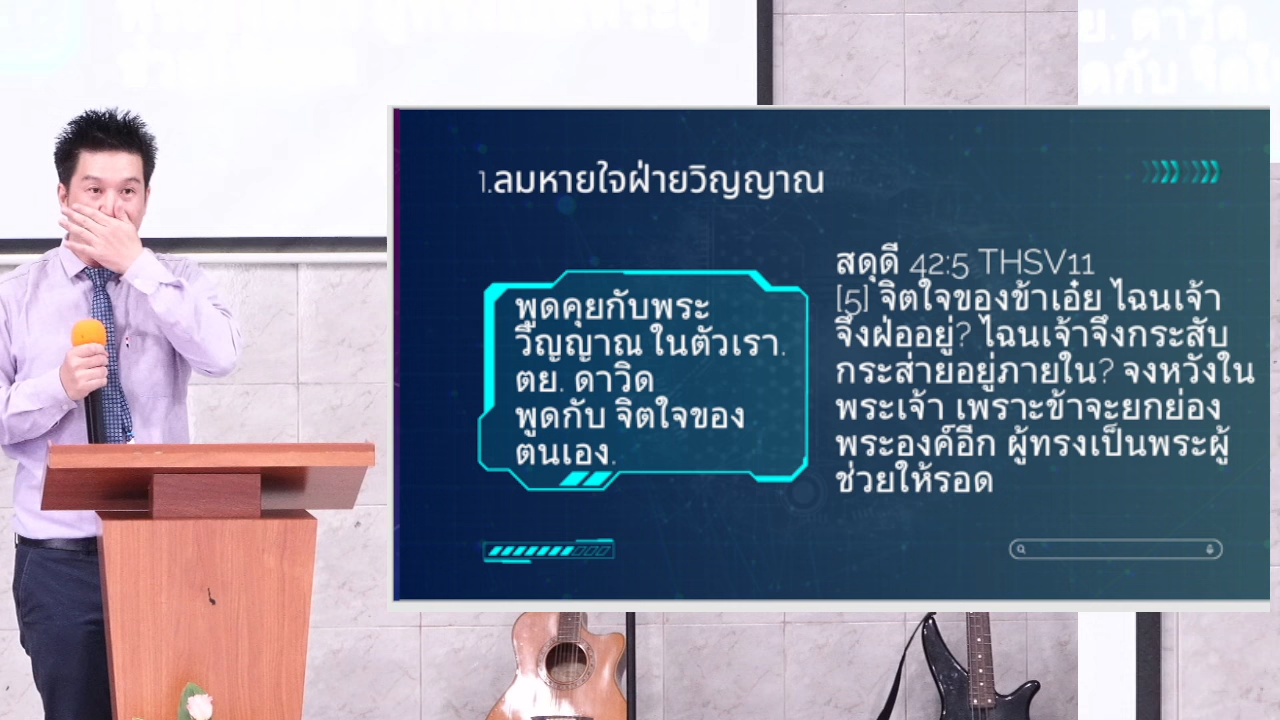 ย. ดาวิด
1.ลมหายใจฝ่ายวิญญาณ
พูดคุยกับพระ
วิญญาณ ในตัวเรา.
ตย. ดาวิด
พูดกับ จิตใจของ
ตนเอง.
สดุดี 42:5 THSV11
[5] จิตใจของข้าเอ๋ย ไฉนเจ้า
จึงฝ่ออยู่? ไฉนเจ้าจึงกระสับ
กระส่ายอยู่ภายใน? จงหวังใน
พระเจ้า เพราะข้าจะยกย่อง
พระองค์อีก ผู้ทรงเป็นพระผู้
ช่วยให้รอด